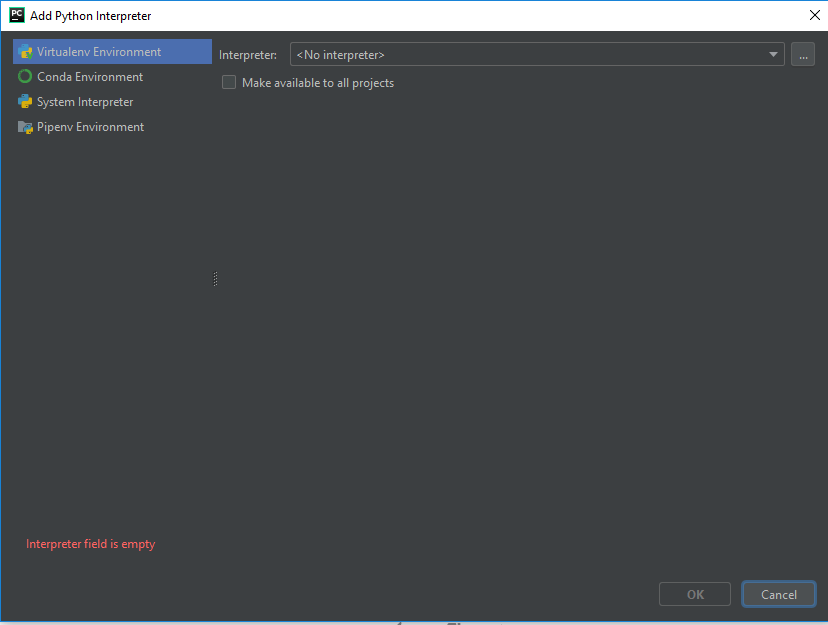 PC Add Python Interpreter
Virtualenv Environment
Conda Environment
System Interpreter
Pipenv Environment
Interpreter: <No interpreter> ...
Make available to all projects
Interpreter field is empty
OK Cancel